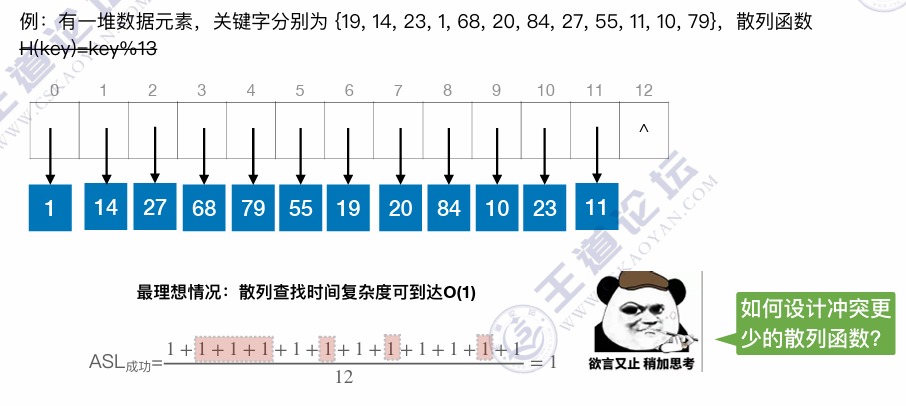 例：有一堆数据元素，关键字分别为 {19, 14, 23, 1, 68, 20, 84, 27, 55, 11, 10, 79}，散列函数
H(key)=key%13
0 1 2 3 4 5 6 7 8 9 10 11 12
^
1 14 27 68 79 55 19 20 84 10 23 11
最理想情况：散列查找时间复杂度可到达O(1)
ASL成功= 1 + 1 + 1 + 1 + 1 + 1 + 1 + 1 + 1 + 1 + 1 + 1 = 1
12
如何设计冲突更
少的散列函数？
欲言又止 稍加思考
王道论坛
WWW.CSKAOYAN.COM